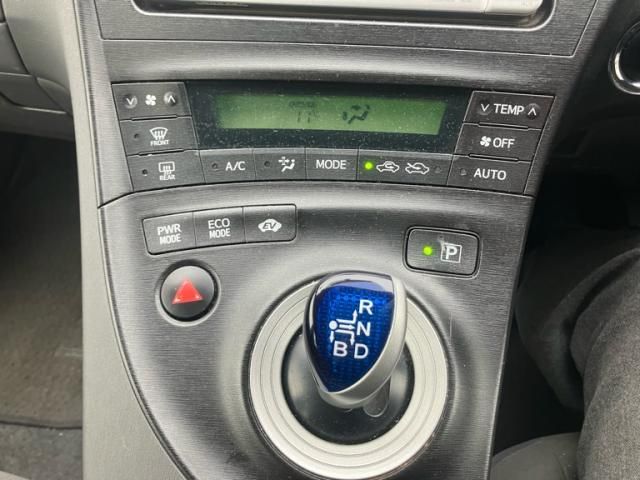 TEMP
FRONT
OFF
REAR
A/C
MODE
AUTO
PWR
MODE
ECO
MODE
EV
P
R
N
B D